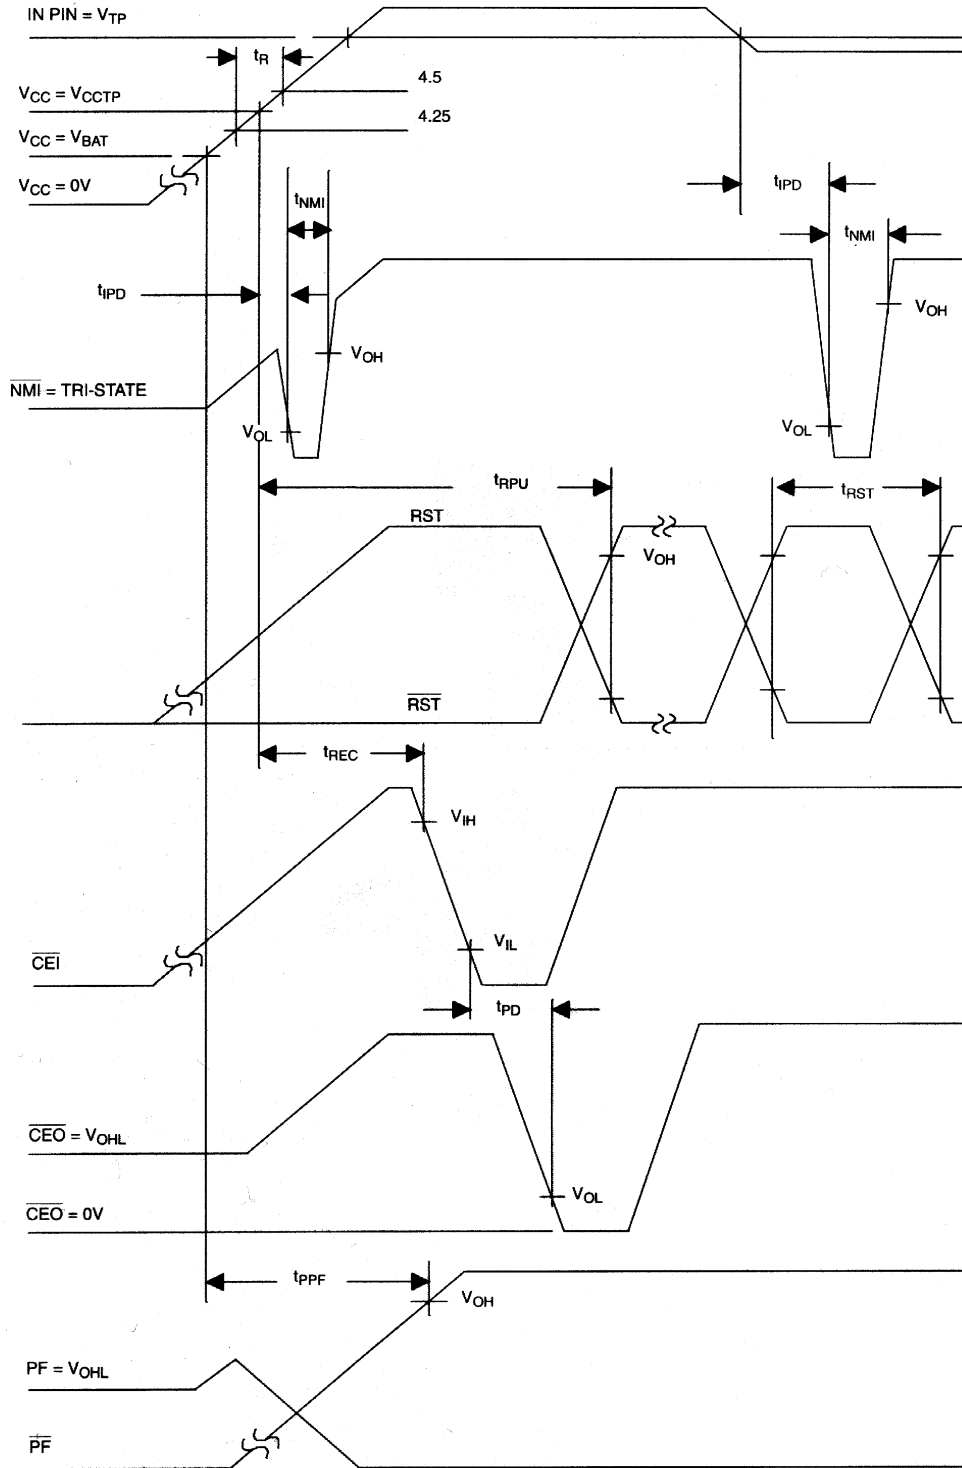 IN PIN = VTP
tR
4.5
VCC = VCCTP
4.25
VCC = VBAT
VCC = 0V
tNMI
tIPD
tNMI
tIPD
VOH
VOH
NMI = TRI-STATE
VOL
VOL
tRPU
tRST
RST
VOH
RST
tREC
VIH
VIL
CEI
tPD
CEO = VOHL
VOL
CEO = 0V
tPPF
VOH
PF = VOHL
PF